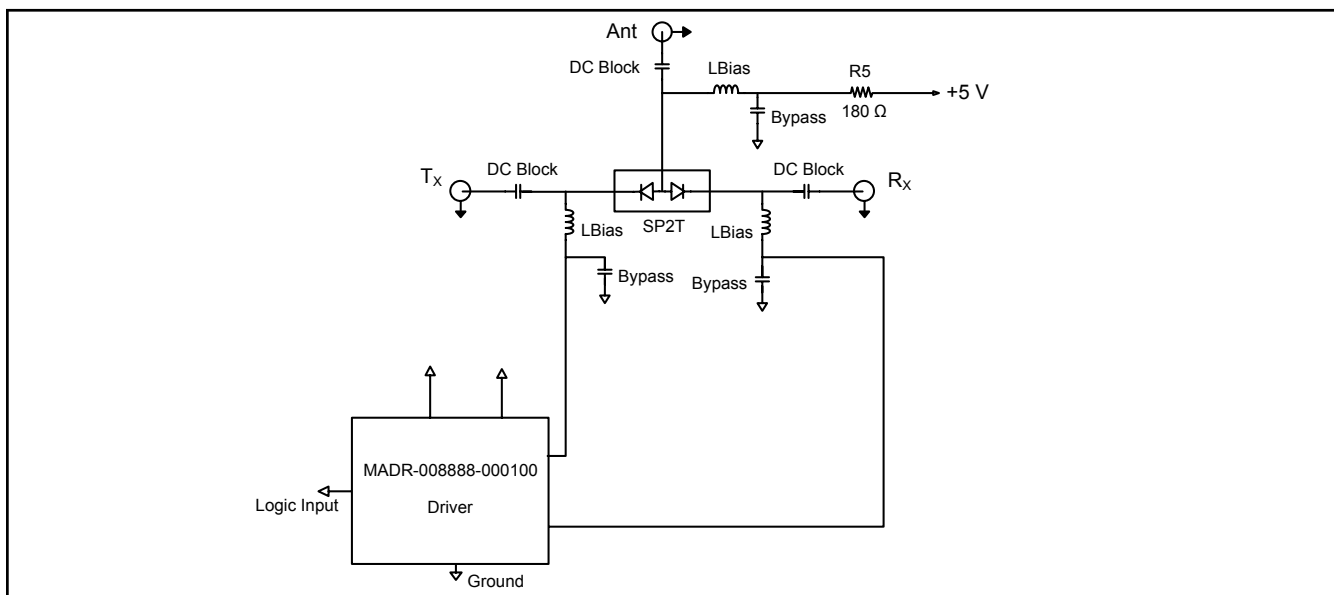 Ant
DC Block
LBias
R5
+5 V
180 Ω
Bypass
TX
DC Block
DC Block
RX
SP2T
LBias
LBias
Bypass
Bypass
MADR-008888-000100
Driver
Logic Input
Ground